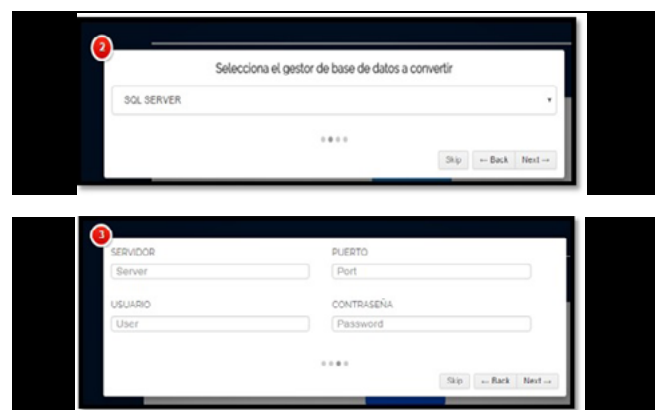 2
Selecciona el gestor de base de datos a convertir
SQL SERVER
Skip ← Back Next →
3
SERVIDOR PUERTO
Server Port
USUARIO CONTRASEÑA
User Password
Skip ← Back Next →